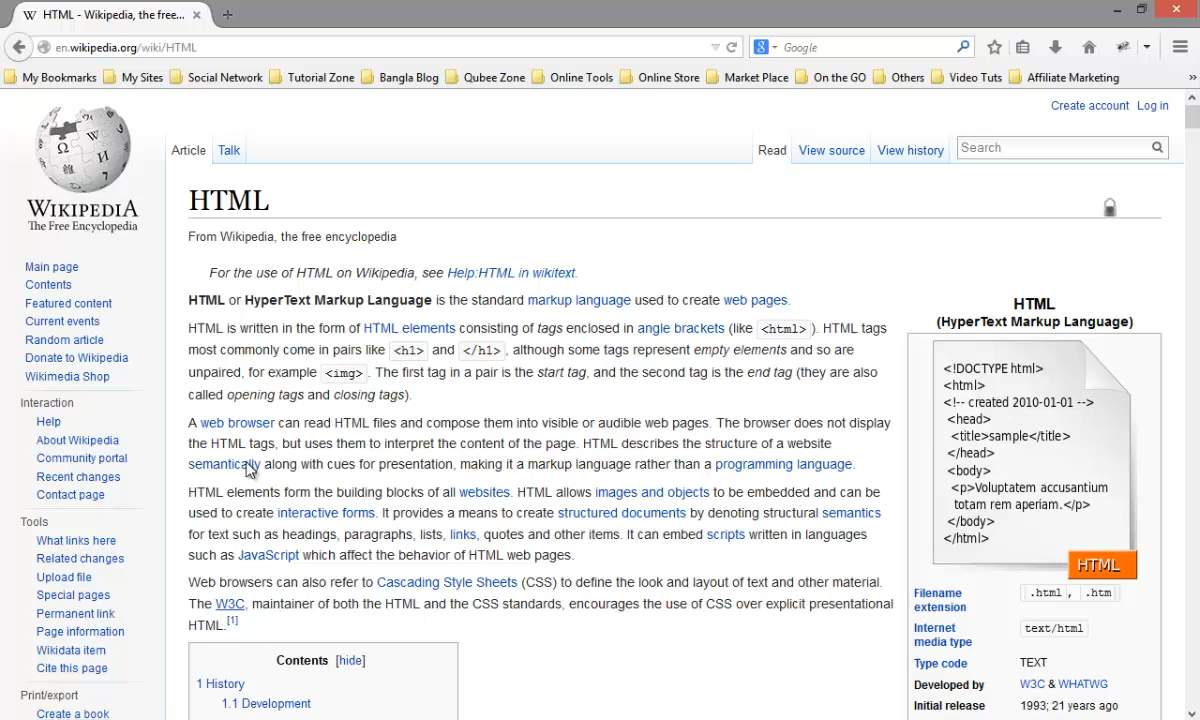 HTML - Wikipedia, the free...
en.wikipedia.org/wiki/HTML
Google
My Bookmarks My Sites Social Network Tutorial Zone Bangla Blog Qubee Zone Online Tools Online Store Market Place On the GO Others Video Tuts Affiliate Marketing »
Create account Log in
Article Talk Read View source View history Search
WIKIPEDIA
The Free Encyclopedia
Main page
Contents
Featured content
Current events
Random article
Donate to Wikipedia
Wikimedia Shop
Interaction
Help
About Wikipedia
Community portal
Recent changes
Contact page
Tools
What links here
Related changes
Upload file
Special pages
Permanent link
Page information
Wikidata item
Cite this page
Print/export
Create a book
HTML
From Wikipedia, the free encyclopedia
For the use of HTML on Wikipedia, see Help:HTML in wikitext.
HTML or HyperText Markup Language is the standard markup language used to create web pages.
HTML is written in the form of HTML elements consisting of tags enclosed in angle brackets (like <html>). HTML tags
most commonly come in pairs like <h1> and </h1>, although some tags represent empty elements and so are
unpaired, for example <img>. The first tag in a pair is the start tag, and the second tag is the end tag (they are also
called opening tags and closing tags).
A web browser can read HTML files and compose them into visible or audible web pages. The browser does not display
the HTML tags, but uses them to interpret the content of the page. HTML describes the structure of a website
semantically along with cues for presentation, making it a markup language rather than a programming language.
HTML elements form the building blocks of all websites. HTML allows images and objects to be embedded and can be
used to create interactive forms. It provides a means to create structured documents by denoting structural semantics
for text such as headings, paragraphs, lists, links, quotes and other items. It can embed scripts written in languages
such as JavaScript which affect the behavior of HTML web pages.
Web browsers can also refer to Cascading Style Sheets (CSS) to define the look and layout of text and other material.
The W3C, maintainer of both the HTML and the CSS standards, encourages the use of CSS over explicit presentational
HTML.[1]
Contents [hide]
1 History
1.1 Development
HTML
(HyperText Markup Language)
<!DOCTYPE html>
<html>
<!-- created 2010-01-01 -->
<head>
<title>sample</title>
</head>
<body>
<p>Voluptatem accusantium
totam rem aperiam.</p>
</body>
</html>
HTML
Filename .html, .htm
extension
Internet text/html
media type
Type code TEXT
Developed by W3C & WHATWG
Initial release 1993; 21 years ago